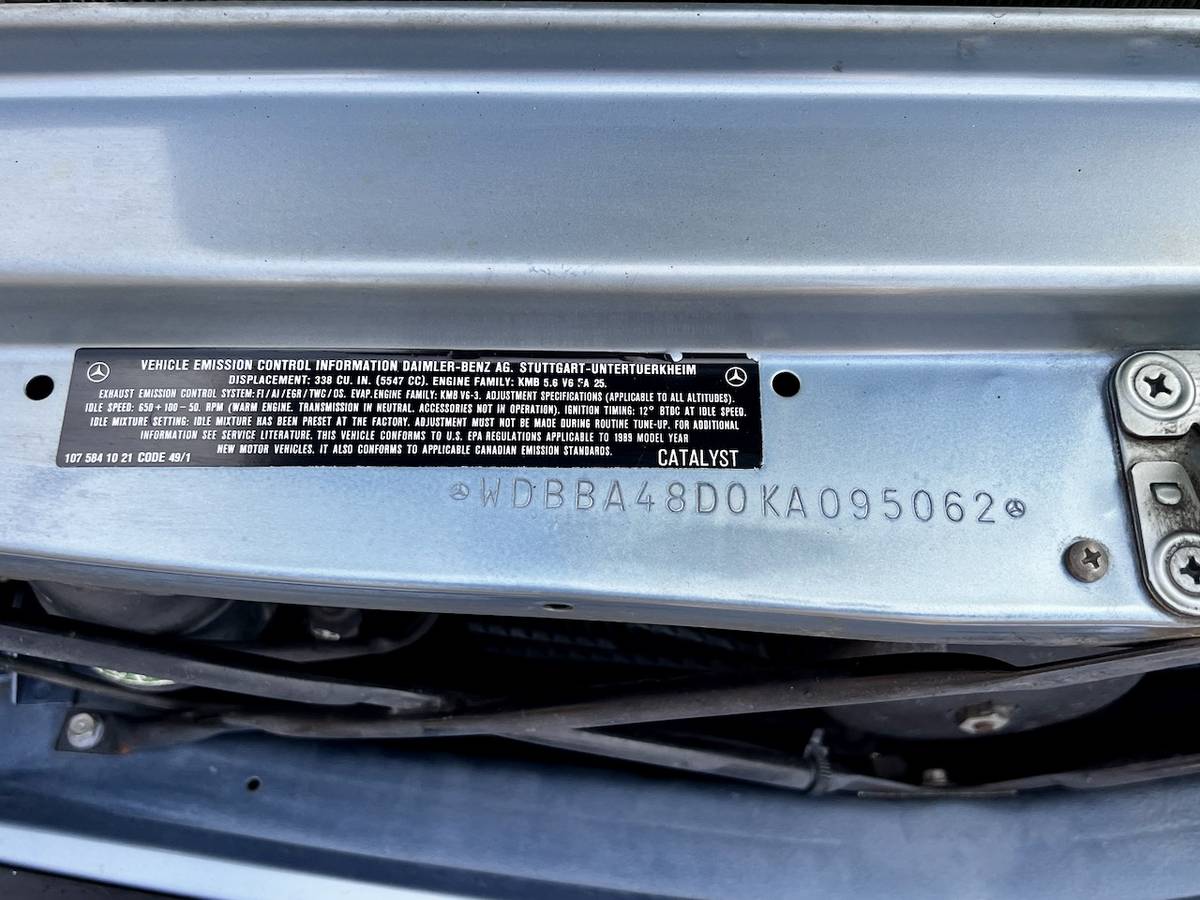 VEHICLE EMISSION CONTROL INFORMATION DAIMLER-BENZ AG. STUTTGART-UNTERTUERKHEIM
DISPLACEMENT: 338 CU. IN. (5547 CC). ENGINE FAMILY: KMB 5.6 V6 FA 25.
EXHAUST EMISSION CONTROL SYSTEM: FI/AI/EGR/TWC/OS. EVAP. ENGINE FAMILY: KMB V6-3. ADJUSTMENT SPECIFICATIONS (APPLICABLE TO ALL ALTITUDES).
IDLE SPEED: 650 + 100 – 50. RPM (WARM ENGINE. TRANSMISSION IN NEUTRAL. ACCESSORIES NOT IN OPERATION). IGNITION TIMING: 12° BTDC AT IDLE SPEED.
IDLE MIXTURE SETTING: IDLE MIXTURE HAS BEEN PRESET AT THE FACTORY. ADJUSTMENT MUST NOT BE MADE DURING ROUTINE TUNE-UP. FOR ADDITIONAL
INFORMATION SEE SERVICE LITERATURE. THIS VEHICLE CONFORMS TO U.S. EPA REGULATIONS APPLICABLE TO 1989 MODEL YEAR
NEW MOTOR VEHICLES. IT ALSO CONFORMS TO APPLICABLE CANADIAN EMISSION STANDARDS.
107 584 10 21 CODE 49/1
CATALYST
WDBBA48D0KA095062